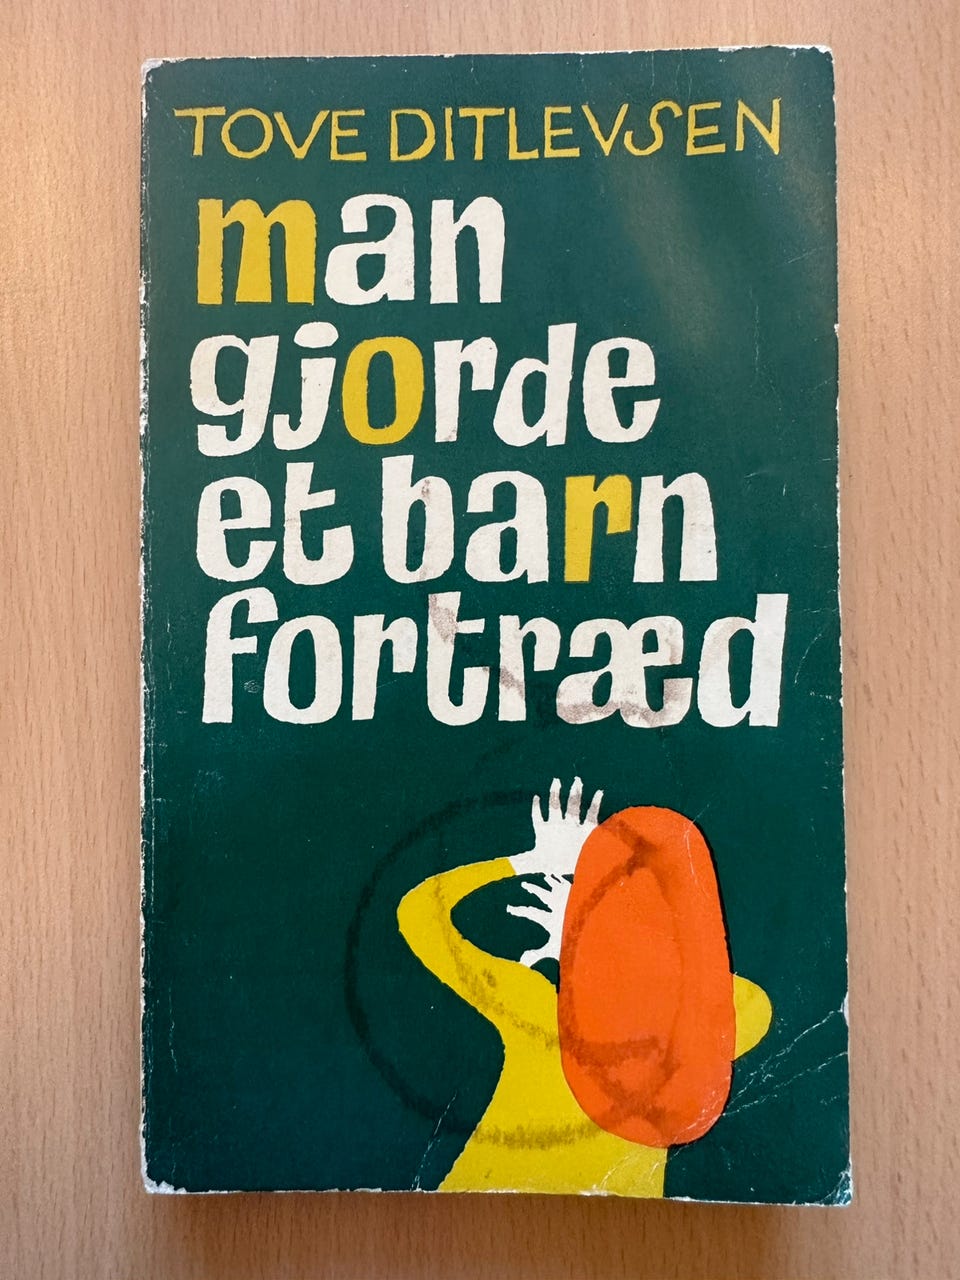 TOVE DITLEVSEN
man
gjorde
et barn
fortræd